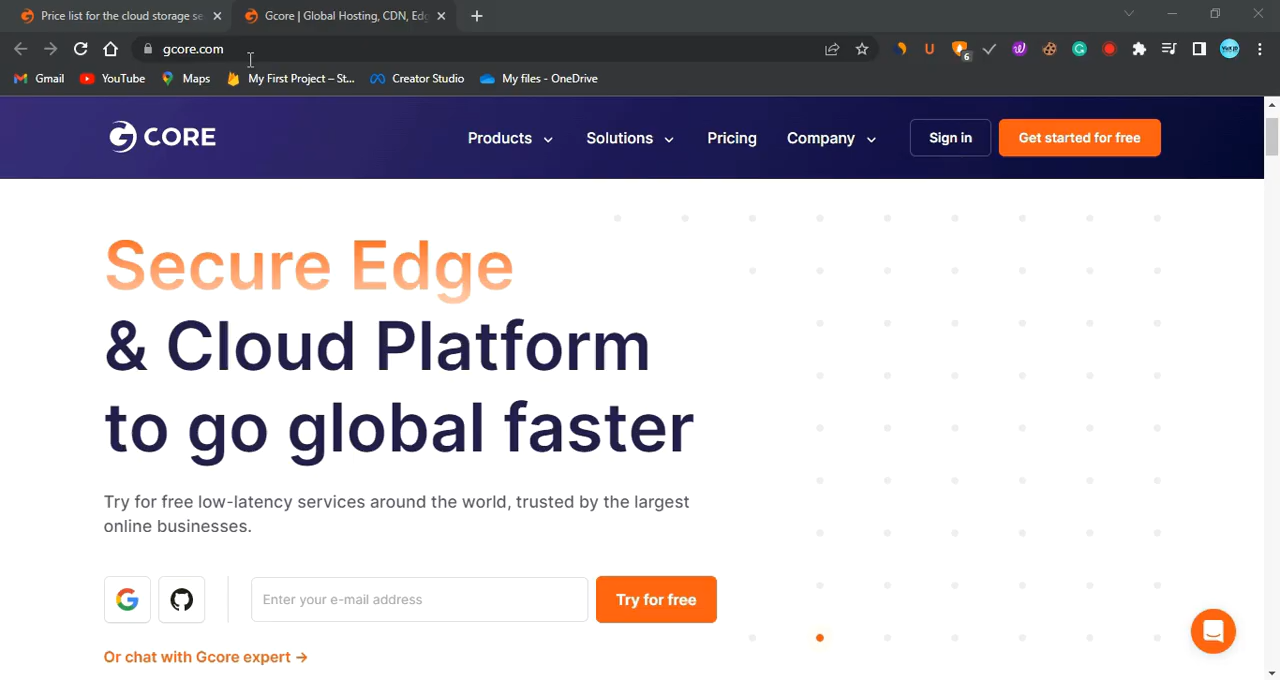 Price list for the cloud storage se
Gcore | Global Hosting, CDN, Edg
gcore.com
6
Gmail
YouTube
Maps
My First Project – St...
Creator Studio
My files - OneDrive
CORE
Products
Solutions
Pricing
Company
Sign in
Get started for free
Secure Edge
& Cloud Platform
to go global faster
Try for free low-latency services around the world, trusted by the largest
online businesses.
Enter your e-mail address
Try for free
Or chat with Gcore expert →